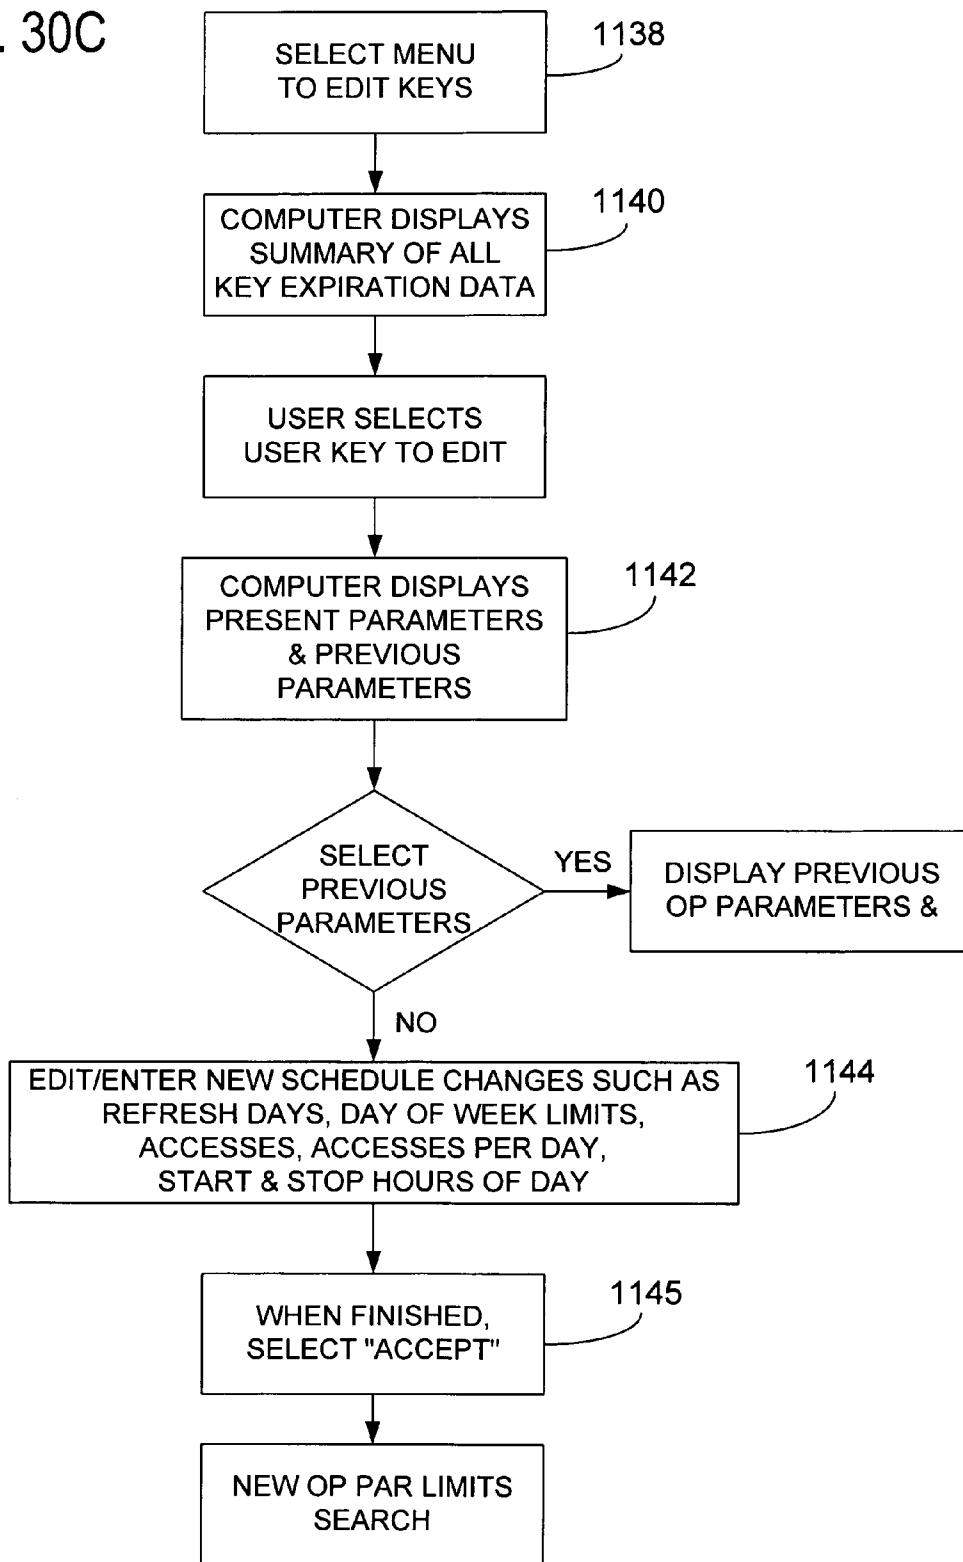 . 30C
SELECT MENU
TO EDIT KEYS
1138
COMPUTER DISPLAYS
SUMMARY OF ALL
KEY EXPIRATION DATA
1140
USER SELECTS
USER KEY TO EDIT
COMPUTER DISPLAYS
PRESENT PARAMETERS
& PREVIOUS
PARAMETERS
1142
SELECT
PREVIOUS
PARAMETERS
YES
DISPLAY PREVIOUS
OP PARAMETERS &
NO
EDIT/ENTER NEW SCHEDULE CHANGES SUCH AS
REFRESH DAYS, DAY OF WEEK LIMITS,
ACCESSES, ACCESSES PER DAY,
START & STOP HOURS OF DAY
1144
WHEN FINISHED,
SELECT "ACCEPT"
1145
NEW OP PAR LIMITS
SEARCH